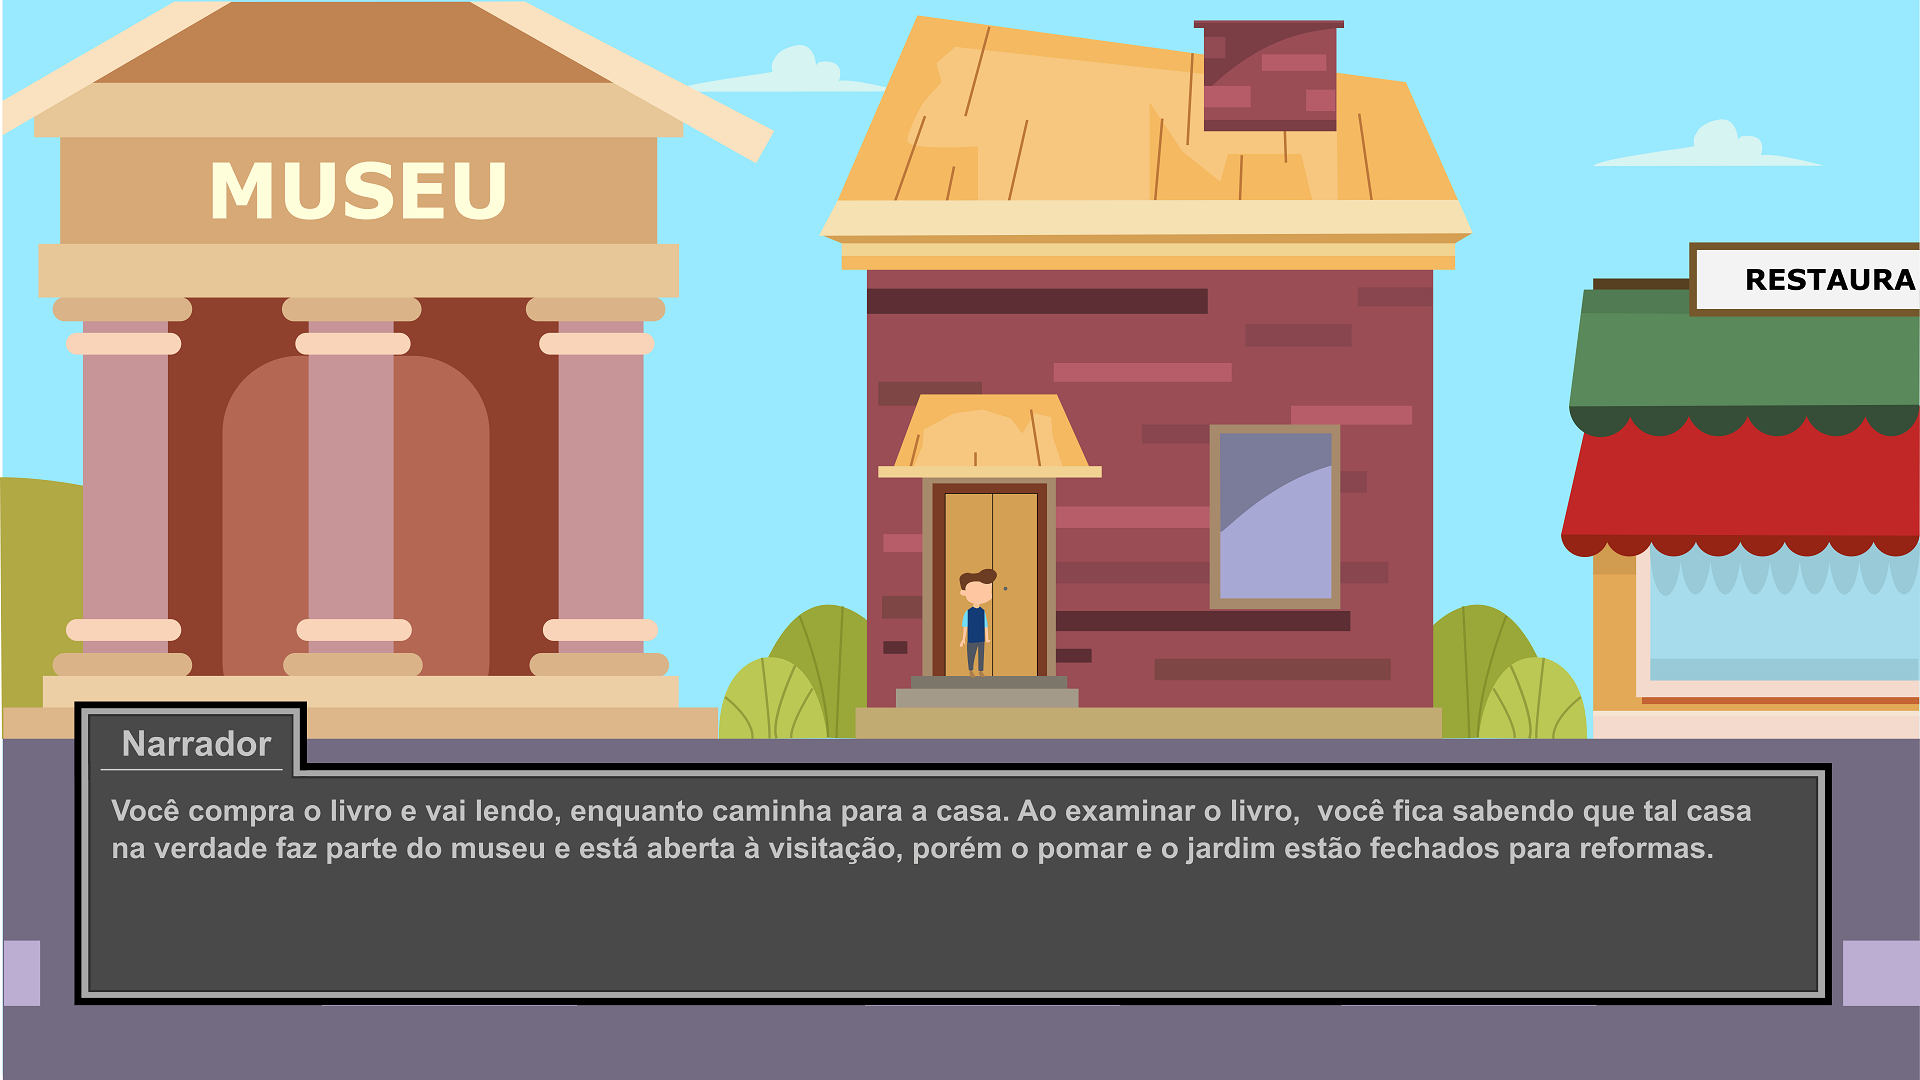 MUSEU
RESTAURA
Narrador
Você compra o livro e vai lendo, enquanto caminha para a casa. Ao examinar o livro,  você fica sabendo que tal casa
na verdade faz parte do museu e está aberta à visitação, porém o pomar e o jardim estão fechados para reformas.